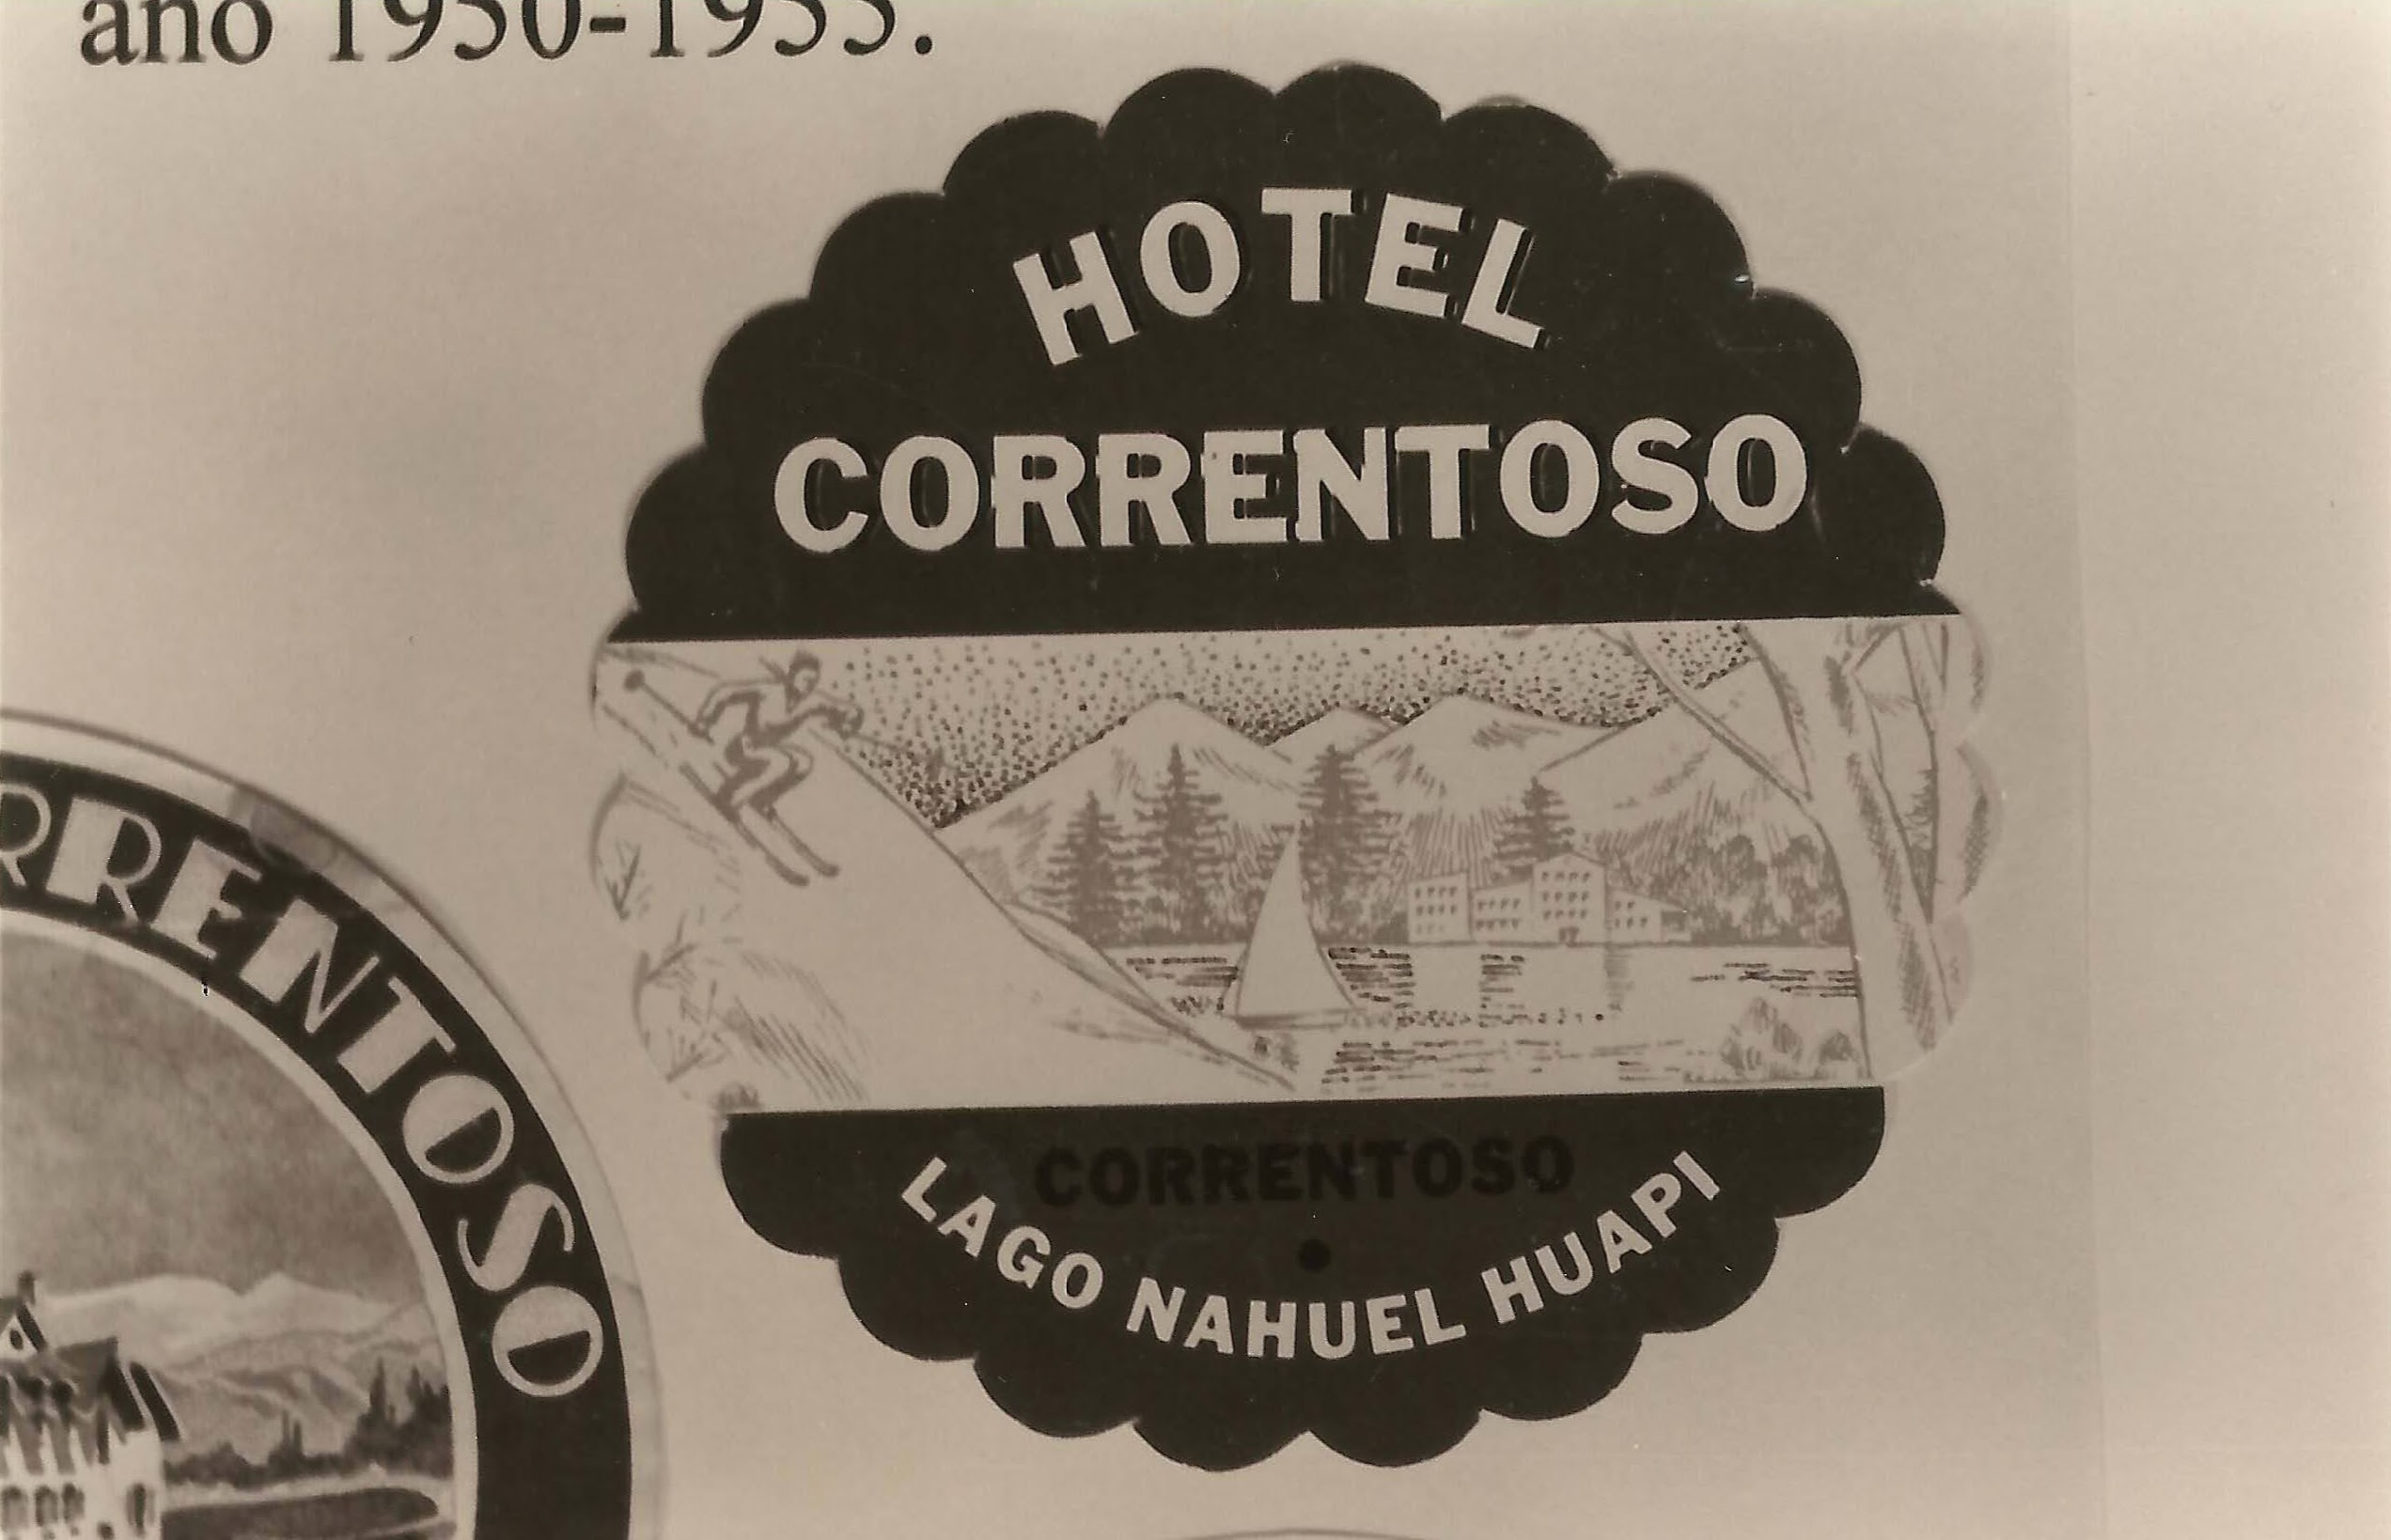 año 1950-1955.
HOTEL
CORRENTOSO
CORRENTOSO
LAGO NAHUEL HUAPI
RRENTOSO